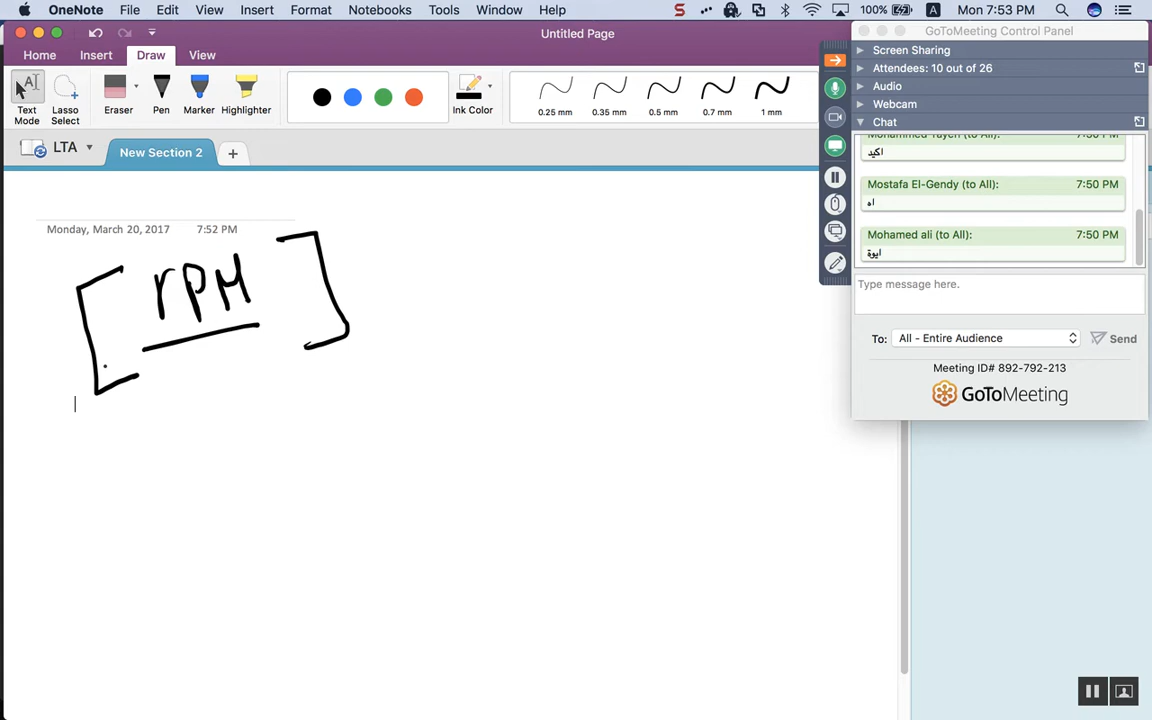 OneNote File Edit View Insert Format Notebooks Tools Window Help 100% A Mon 7:53 PM
Untitled Page
Home Insert Draw View
Text Mode
Lasso Select
Eraser
Pen
Marker
Highlighter
Ink Color
0.25 mm
0.35 mm
0.5 mm
0.7 mm
1 mm
LTA
New Section 2
Monday, March 20, 2017 7:52 PM
[rPM]
GoToMeeting Control Panel
Screen Sharing
Attendees: 10 out of 26
Audio
Webcam
Chat
اكيد
Mostafa El-Gendy (to All): 7:50 PM
اه
Mohamed ali (to All): 7:50 PM
ايوة
Type message here.
To: All - Entire Audience Send
Meeting ID# 892-792-213
GoToMeeting